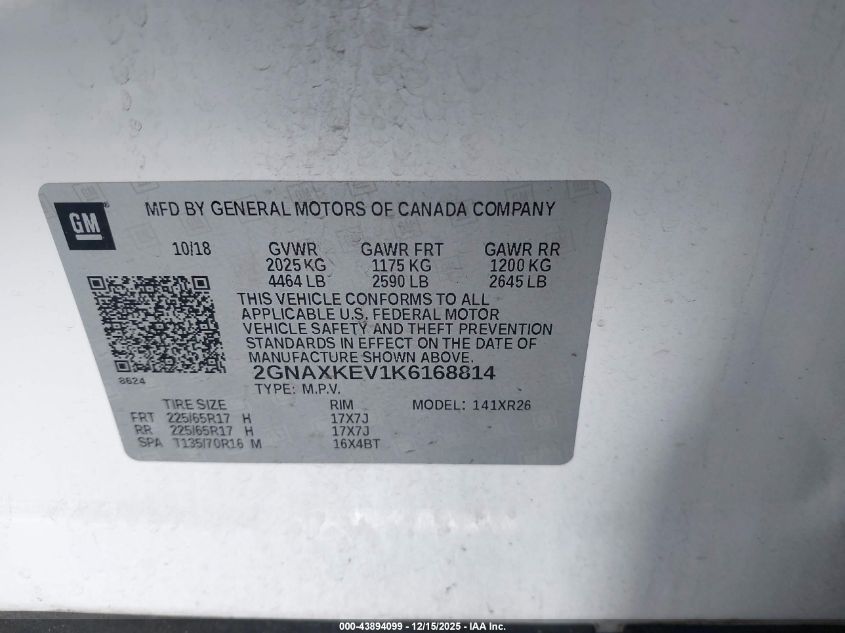 GM
MFD BY GENERAL MOTORS OF CANADA COMPANY
10/18 GVWR GAWR FRT GAWR RR
2025 KG 1175 KG 1200 KG
4464 LB 2590 LB 2645 LB
THIS VEHICLE CONFORMS TO ALL
APPLICABLE U.S. FEDERAL MOTOR
VEHICLE SAFETY AND THEFT PREVENTION
STANDARDS IN EFFECT ON THE DATE OF
MANUFACTURE SHOWN ABOVE.
8624
2GNAXKEV1K6168814
TYPE: M.P.V.
TIRE SIZE RIM MODEL: 141XR26
FRT 225/65R17 H 17X7J
RR 225/65R17 H 17X7J
SPA T135/70R16 M 16X4BT
000-43894099 - 12/15/2025 - IAA Inc.